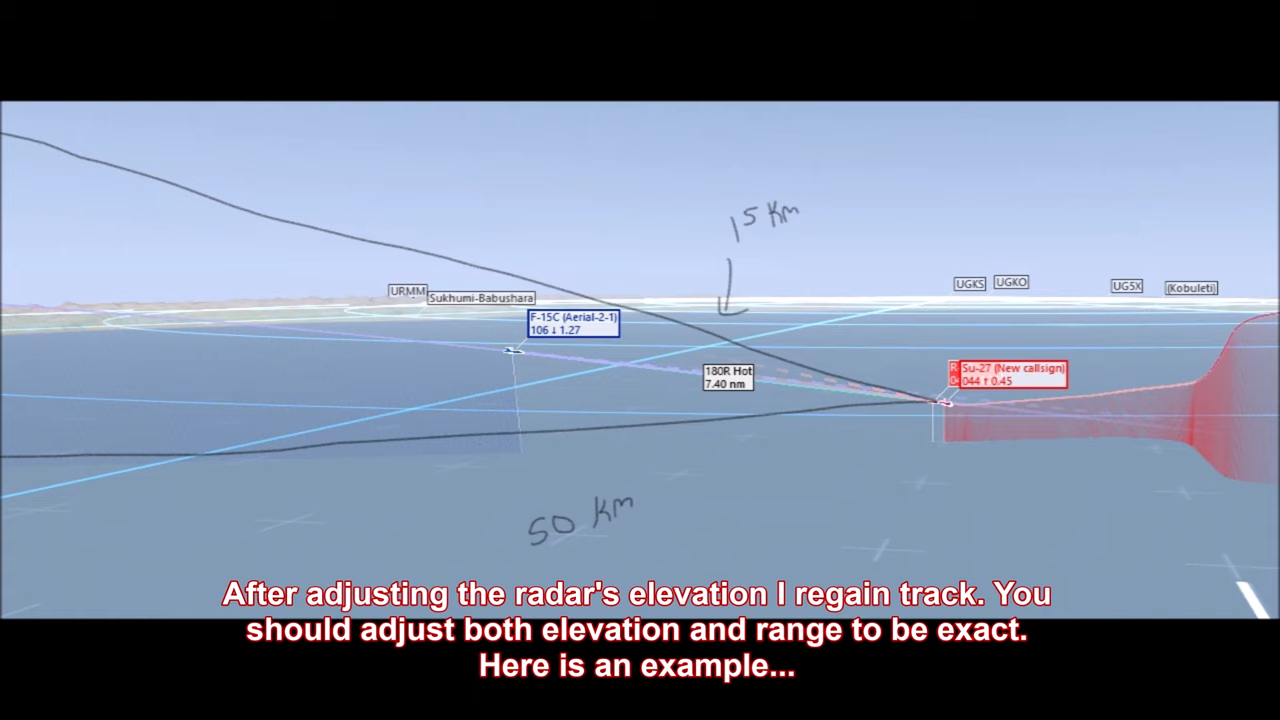 15 Km
URMM
Sukhumi-Babushara
UGKS
UGKO
UG5X
(Kobuleti)
F-15C (Aerial-2-1)
106 ↓ 1.27
180R Hot
7.40 nm
Su-27 (New callsign)
044 ↑ 0.45
50 Km
After adjusting the radar's elevation I regain track. You
should adjust both elevation and range to be exact.
Here is an example...